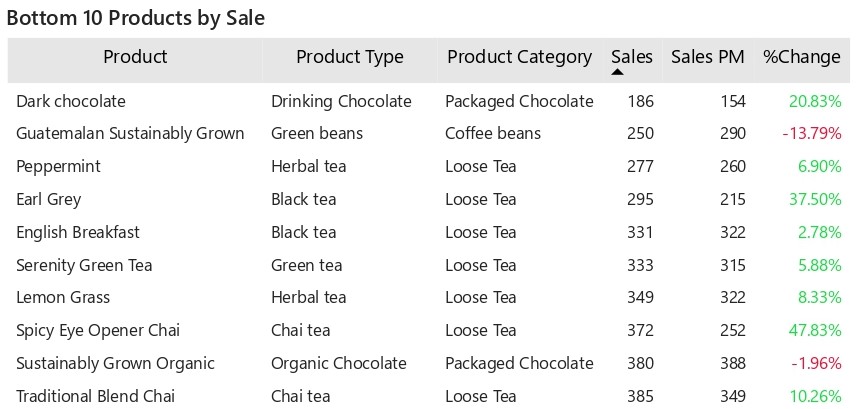 Bottom 10 Products by Sale
Product Product Type Product Category Sales Sales PM %Change
Dark chocolate Drinking Chocolate Packaged Chocolate 186 154 20.83%
Guatemalan Sustainably Grown Green beans Coffee beans 250 290 -13.79%
Peppermint Herbal tea Loose Tea 277 260 6.90%
Earl Grey Black tea Loose Tea 295 215 37.50%
English Breakfast Black tea Loose Tea 331 322 2.78%
Serenity Green Tea Green tea Loose Tea 333 315 5.88%
Lemon Grass Herbal tea Loose Tea 349 322 8.33%
Spicy Eye Opener Chai Chai tea Loose Tea 372 252 47.83%
Sustainably Grown Organic Organic Chocolate Packaged Chocolate 380 388 -1.96%
Traditional Blend Chai Chai tea Loose Tea 385 349 10.26%